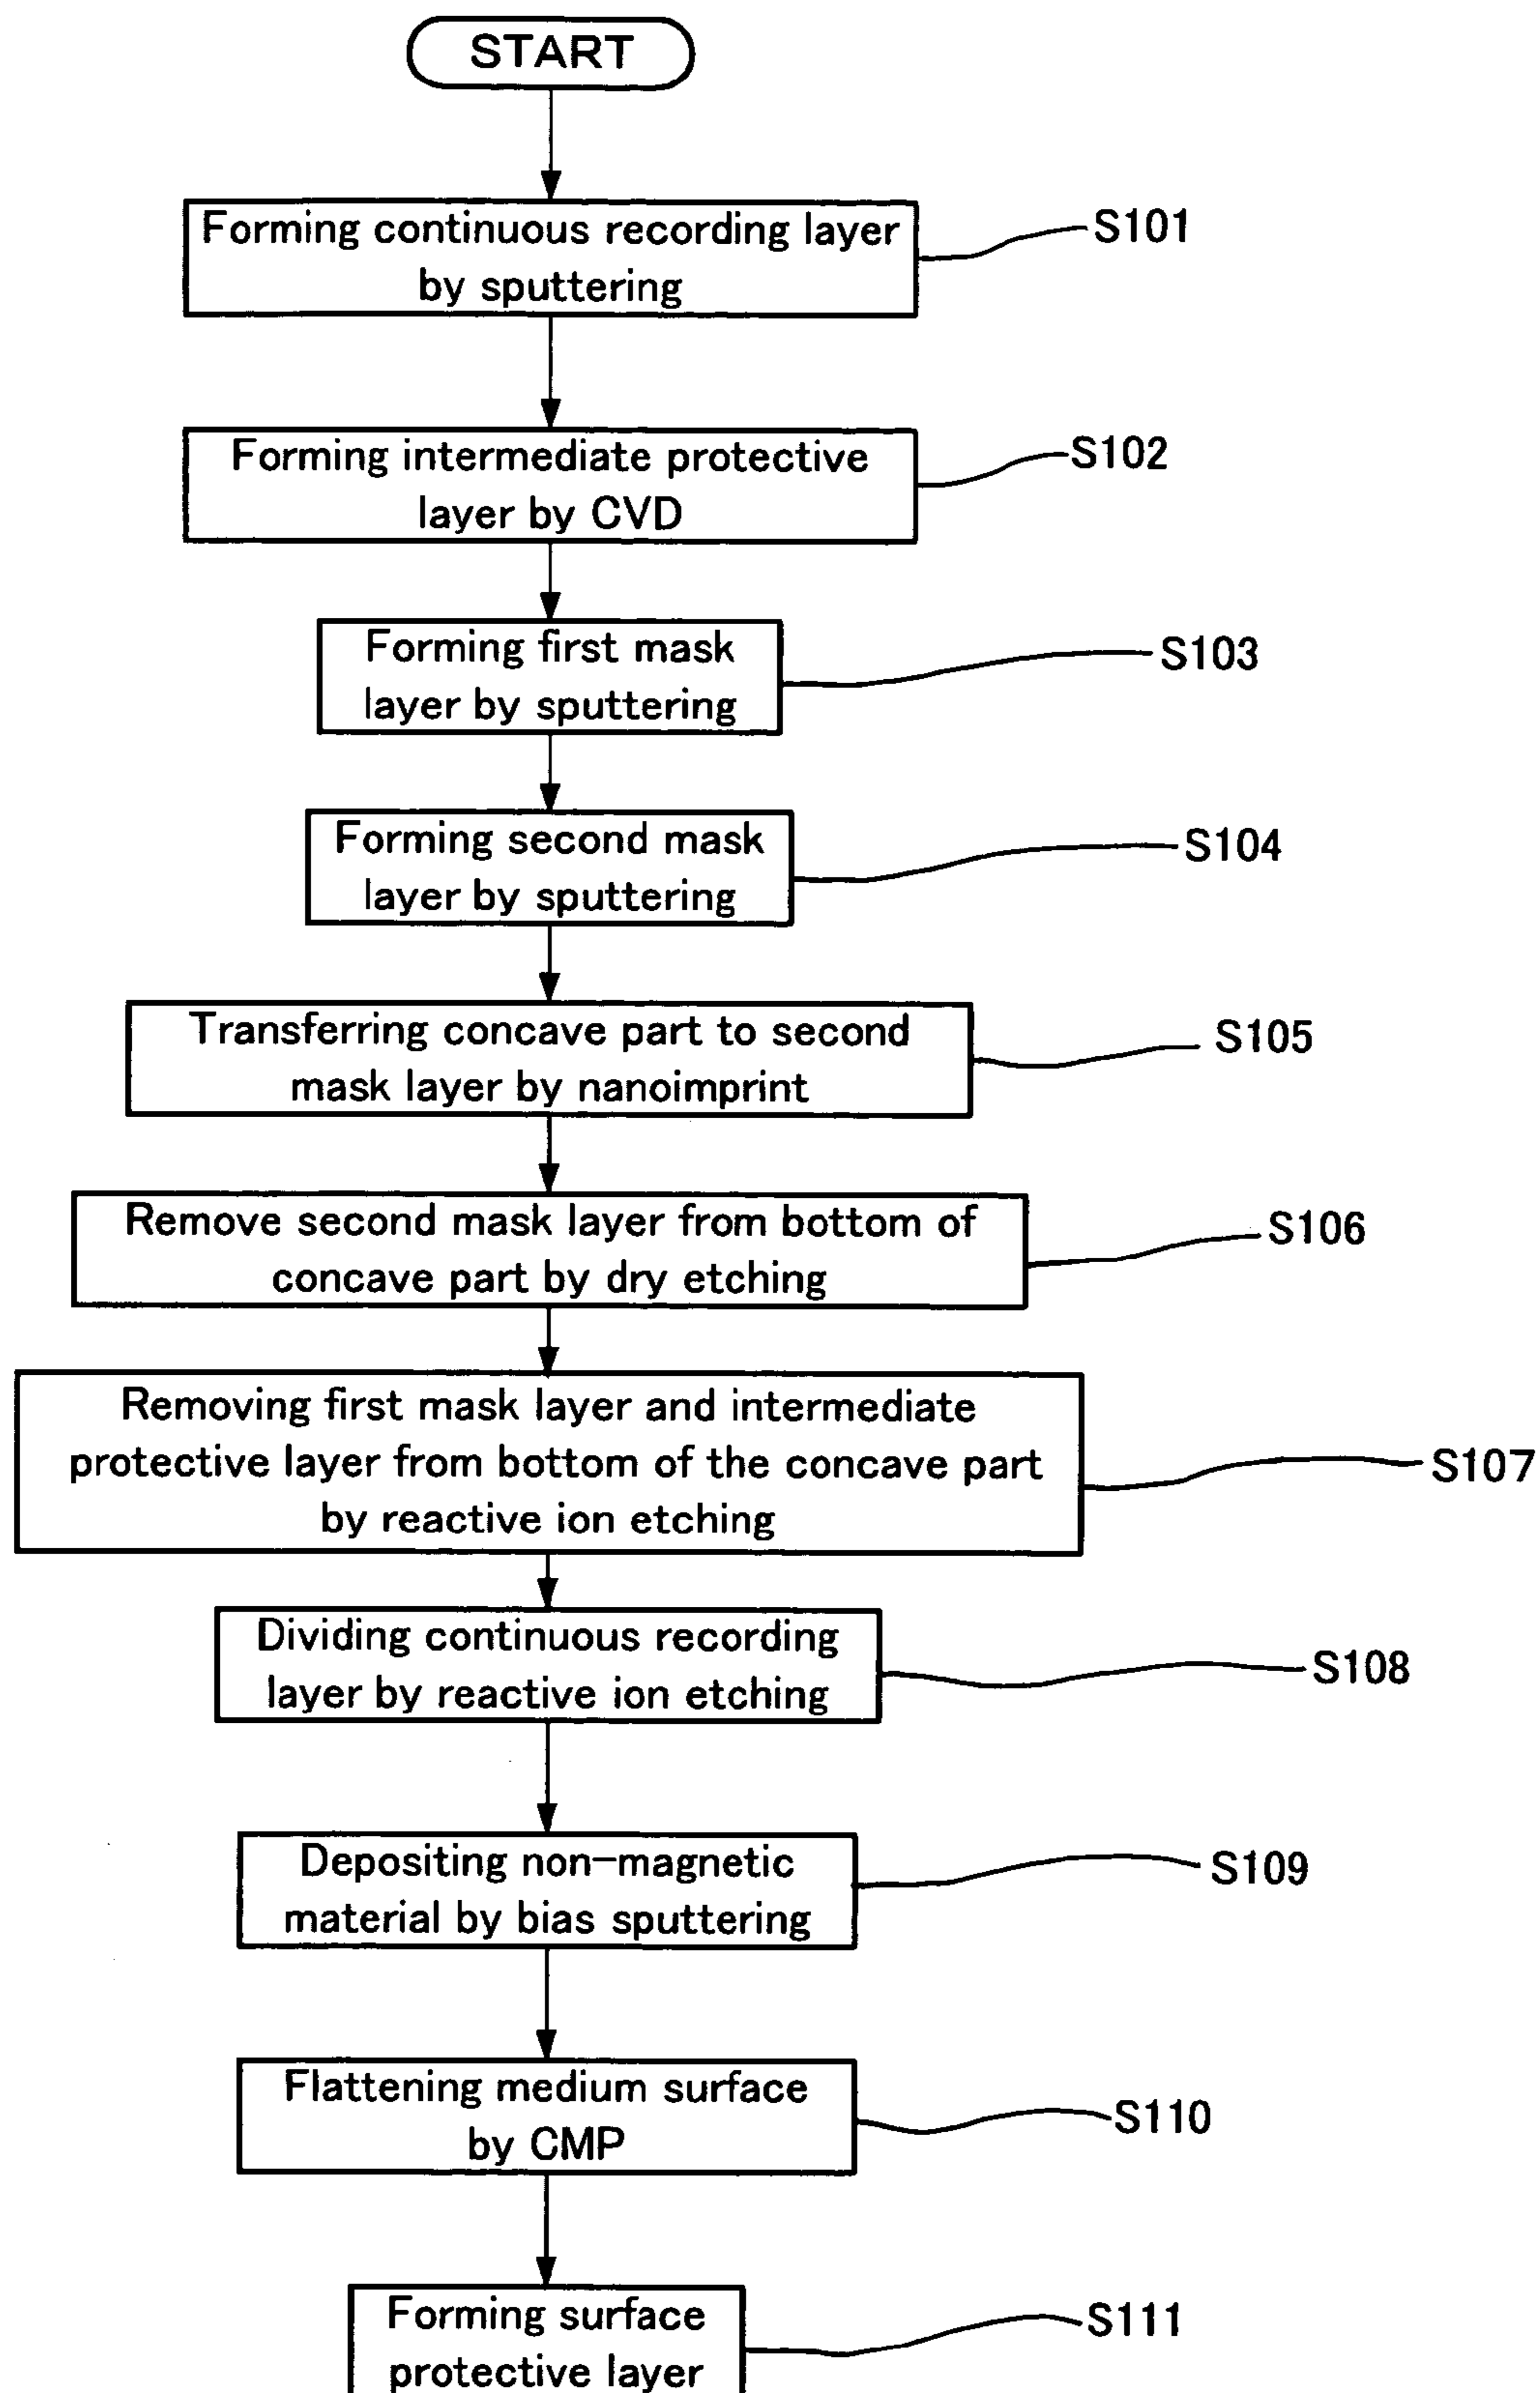 START
Forming continuous recording layer
by sputtering
S101
Forming intermediate protective
layer by CVD
S102
Forming first mask
layer by sputtering
S103
Forming second mask
layer by sputtering
S104
Transferring concave part to second
mask layer by nanoimprint
S105
Remove second mask layer from bottom of
concave part by dry etching
S106
Removing first mask layer and intermediate
protective layer from bottom of the concave part
by reactive ion etching
S107
Dividing continuous recording
layer by reactive ion etching
S108
Depositing non-magnetic
material by bias sputtering
S109
Flattening medium surface
by CMP
S110
Forming surface
protective layer
S111